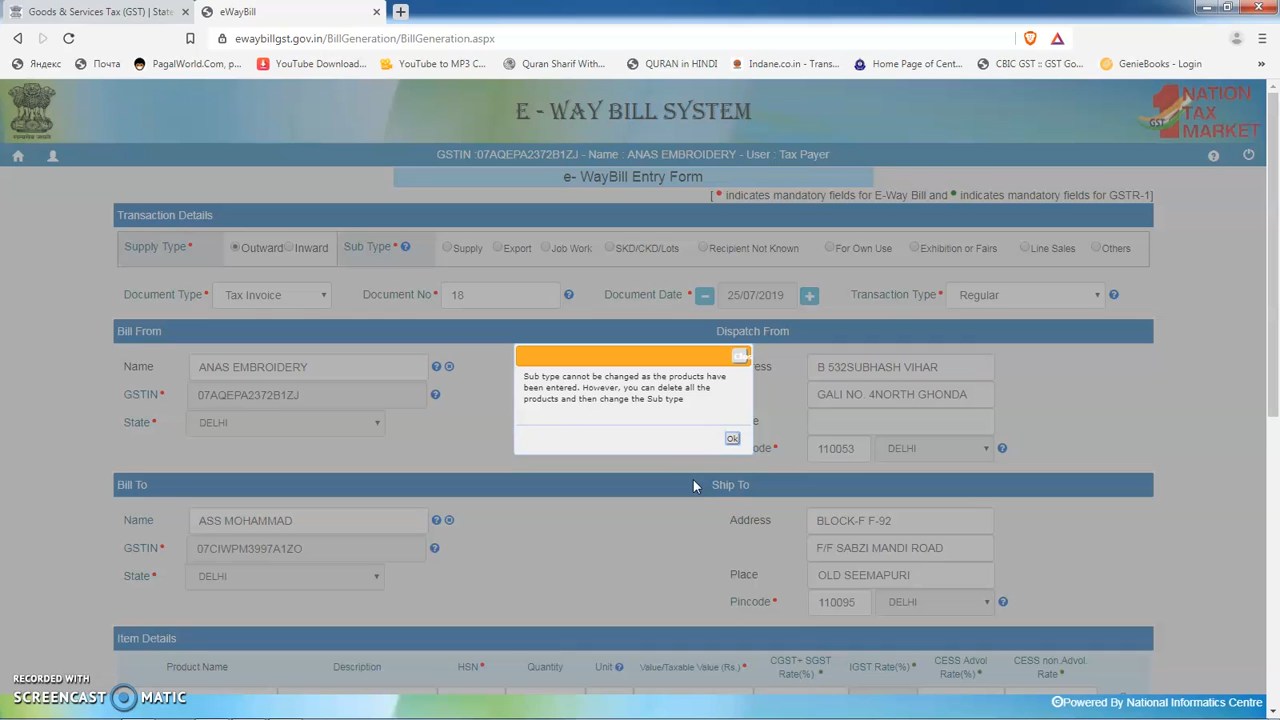 Goods & Services Tax (GST) | State
eWayBill
ewaybillgst.gov.in/BillGeneration/BillGeneration.aspx
Яндекс
Почта
PagalWorld.Com, p...
YouTube Download...
YouTube to MP3 C...
Quran Sharif With...
QURAN in HINDI
Indane.co.in - Trans...
Home Page of Cent...
CBIC GST :: GST Go...
GenieBooks - Login
E - WAY BILL SYSTEM
1 NATION TAX MARKET
GST
GSTIN :07AQEPA2372B1ZJ - Name : ANAS EMBROIDERY - User : Tax Payer
e- WayBill Entry Form
[ * indicates mandatory fields for E-Way Bill and * indicates mandatory fields for GSTR-1]
Transaction Details
Supply Type * Outward Inward Sub Type * Supply Export Job Work SKD/CKD/Lots Recipient Not Known For Own Use Exhibition or Fairs Line Sales Others
Document Type * Tax Invoice Document No * 18 Document Date * 25/07/2019 Transaction Type * Regular
Bill From Dispatch From
Name ANAS EMBROIDERY B 532SUBHASH VIHAR
GSTIN * 07AQEPA2372B1ZJ GALI NO. 4NORTH GHONDA
State * DELHI
110053 DELHI
Sub type cannot be changed as the products have
been entered. However, you can delete all the
products and then change the Sub type
Ok
Bill To Ship To
Name ASS MOHAMMAD Address BLOCK-F F-92
GSTIN * 07CIWPM3997A1ZO F/F SABZI MANDI ROAD
State * DELHI Place OLD SEEMAPURI
Pincode * 110095 DELHI
Item Details
Product Name Description HSN * Quantity Unit Value/Taxable Value (Rs.) * CGST+ SGST Rate(%) * IGST Rate(%) * CESS Advol Rate(%) * CESS non.Advol. Rate *
RECORDED WITH
SCREENCAST MATIC
©Powered By National Informatics Centre